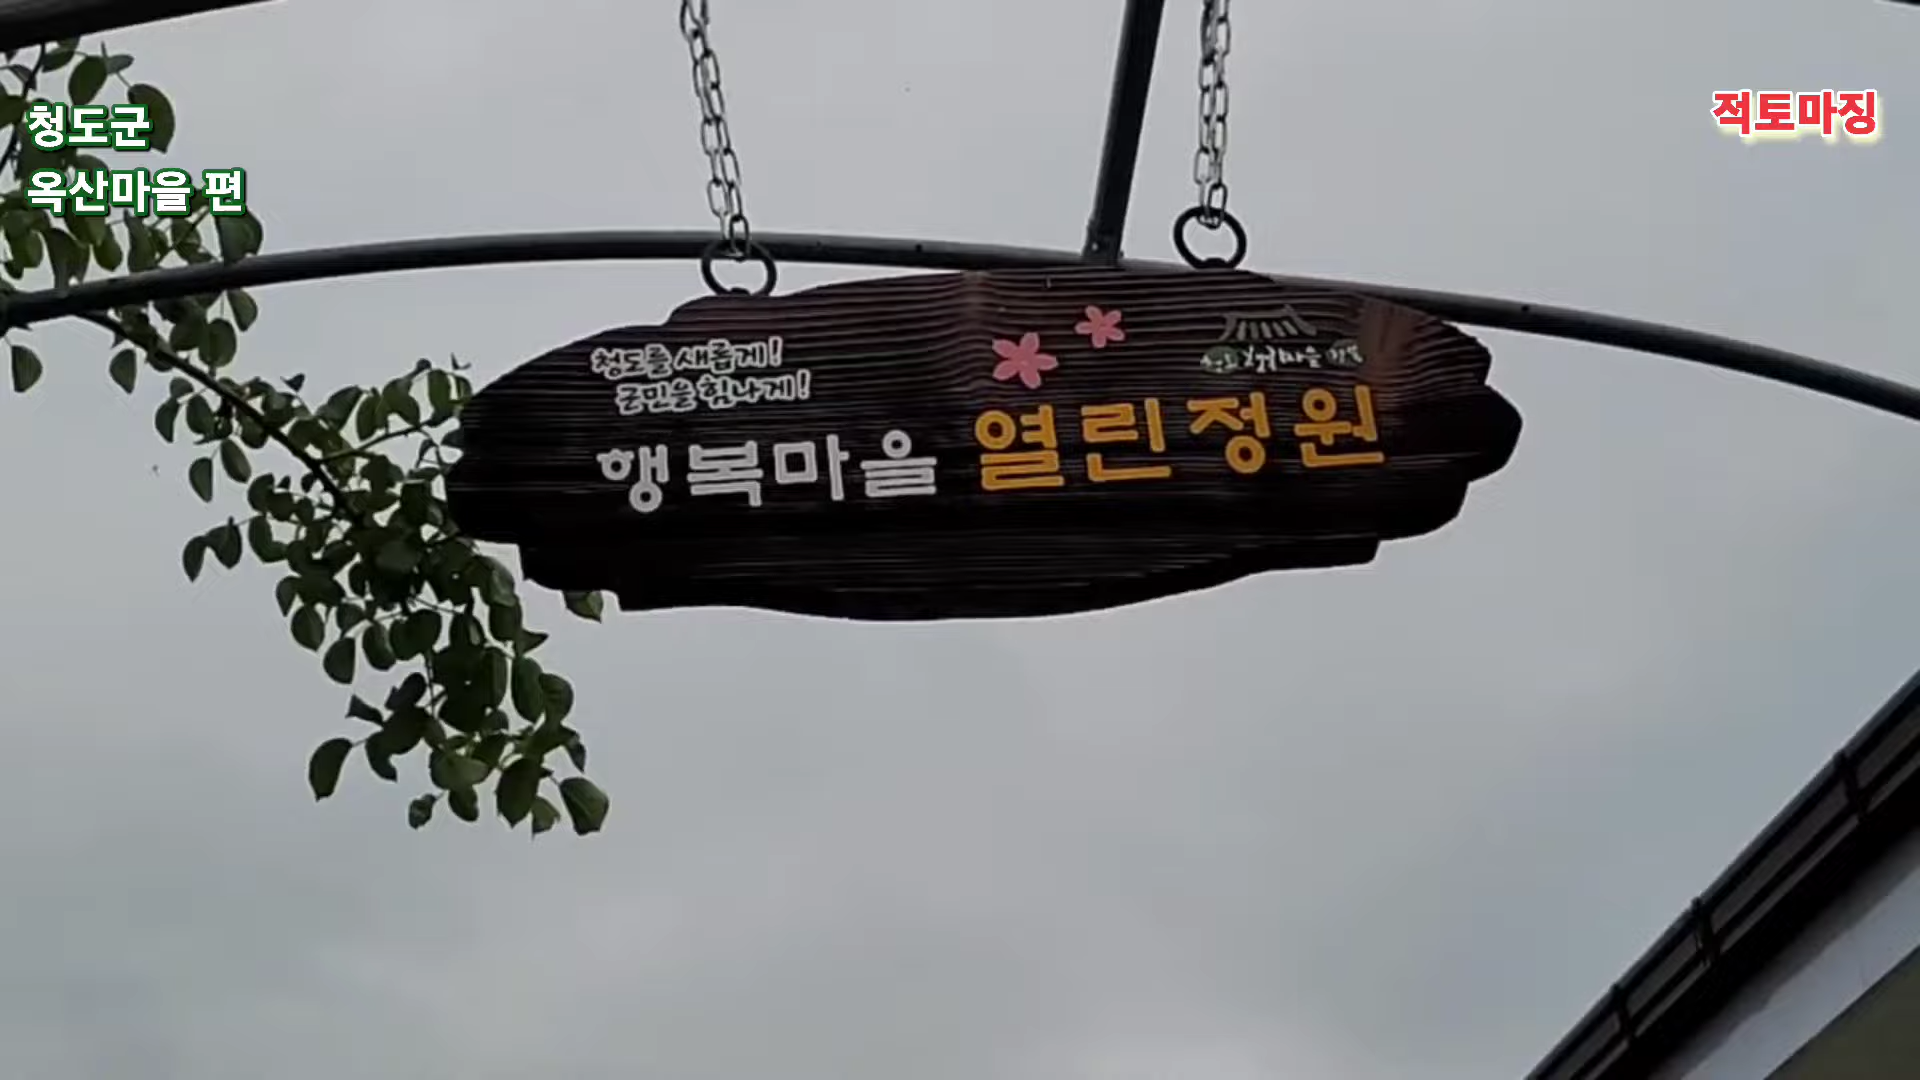 청도군
옥산마을 편
적토마징
청도를 새롭게!
군민을 힘나게!
행복마을 열린정원